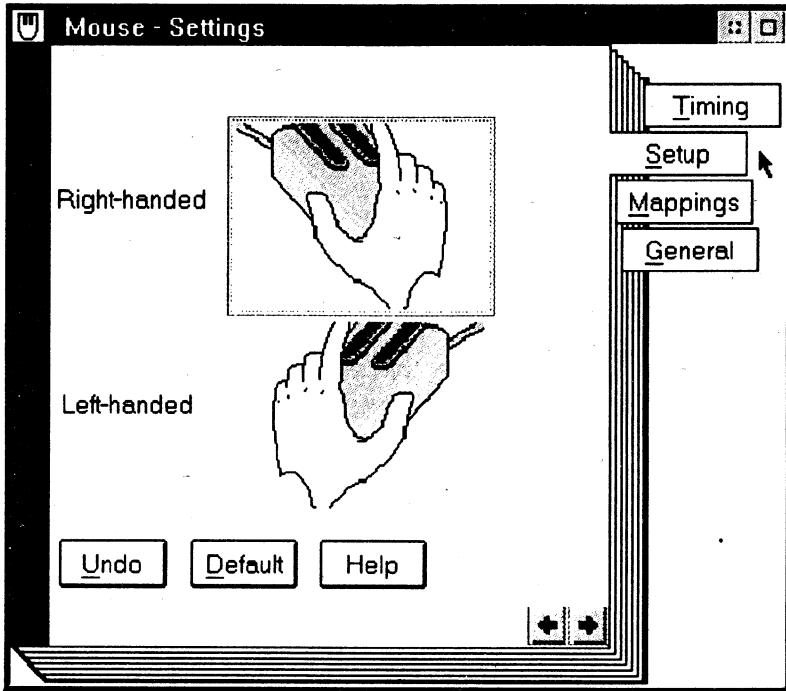 Mouse - Settings
Timing
Setup
Mappings
General
Right-handed
Left-handed
Undo
Default
Help